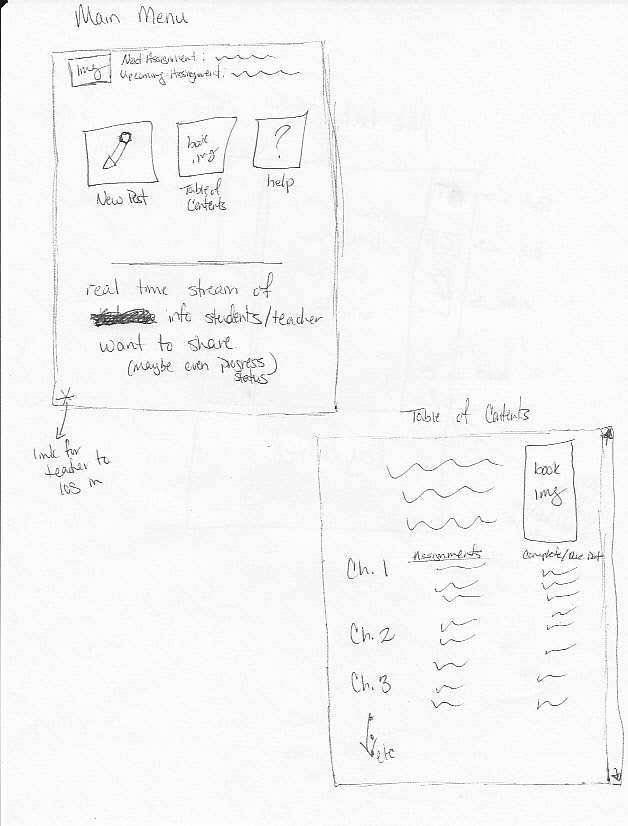 Main Menu
img
Next Assignment:
Upcoming Assignment:
book
img
New Post
Table of
Contents
?
help
real time stream of
info students/teacher
want to share
(maybe even progress
status)
link for
teacher to
log in
Table of Contents
book
img
Assignments
Complete/Due Date
Ch. 1
Ch. 2
Ch. 3
etc